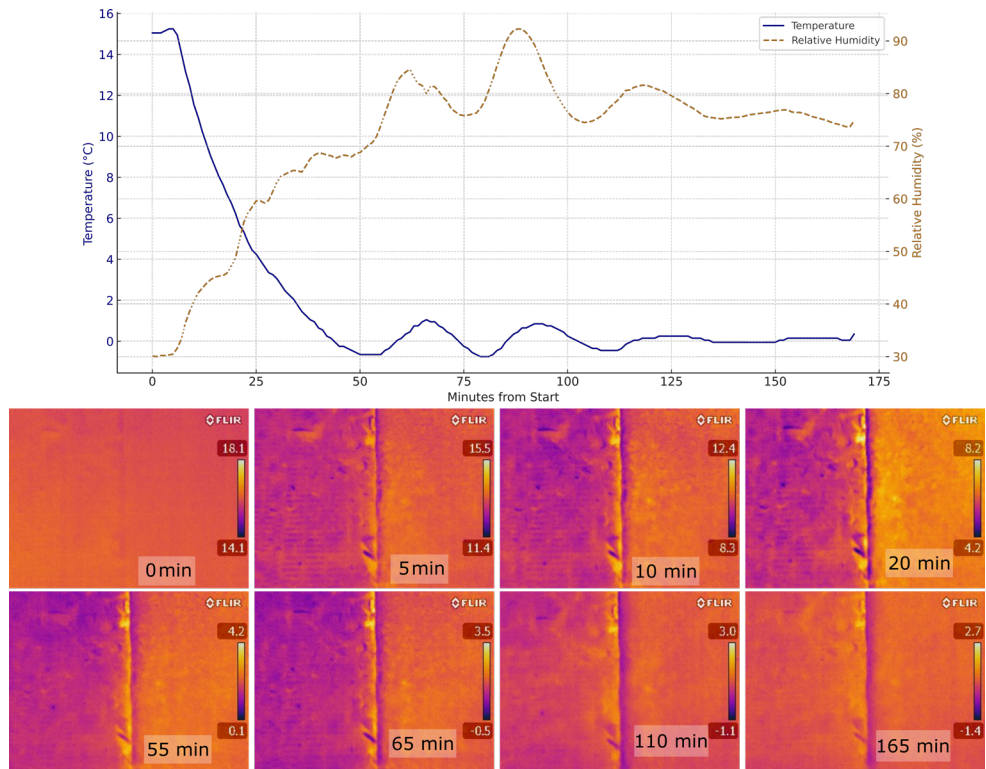 16
14
12
10
8
6
4
2
0
Temperature (°C)
Temperature
Relative Humidity
90
80
70
60
50
40
30
Relative Humidity (%)
0
25
50
75
100
125
150
175
Minutes from Start
FLIR
18.1
14.1
0 min
FLIR
15.5
11.4
5 min
FLIR
12.4
8.3
10 min
FLIR
8.2
4.2
20 min
FLIR
4.2
0.1
55 min
FLIR
3.5
-0.5
65 min
FLIR
3.0
-1.1
110 min
FLIR
2.7
-1.4
165 min